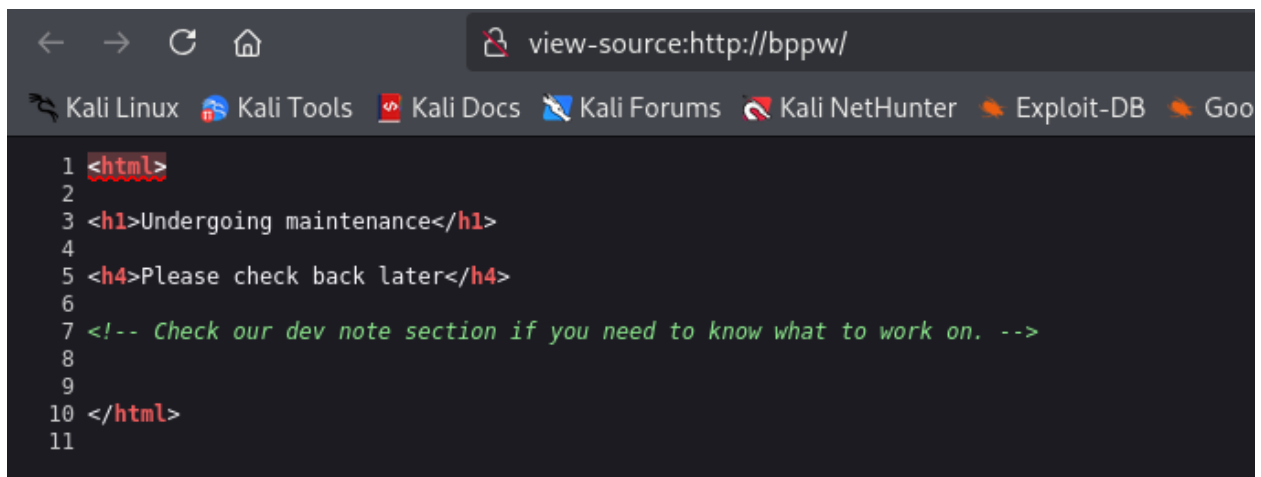 view-source:http://bppw/
Kali Linux Kali Tools Kali Docs Kali Forums Kali NetHunter Exploit-DB Goo
1 <html>
2
3 <h1>Undergoing maintenance</h1>
4
5 <h4>Please check back later</h4>
6
7 <!-- Check our dev note section if you need to know what to work on. -->
8
9
10 </html>
11